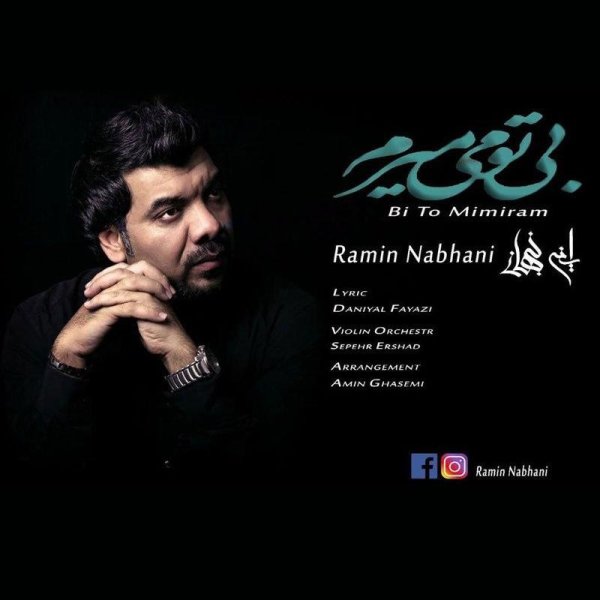 بی تو می میرم
Bi To Mimiram
Ramin Nabhani رامین نبهانی
LYRIC
DANIYAL FAYAZI
VIOLIN ORCHESTR
SEPEHR ERSHAD
ARRANGEMENT
AMIN GHASEMI
f Ramin Nabhani